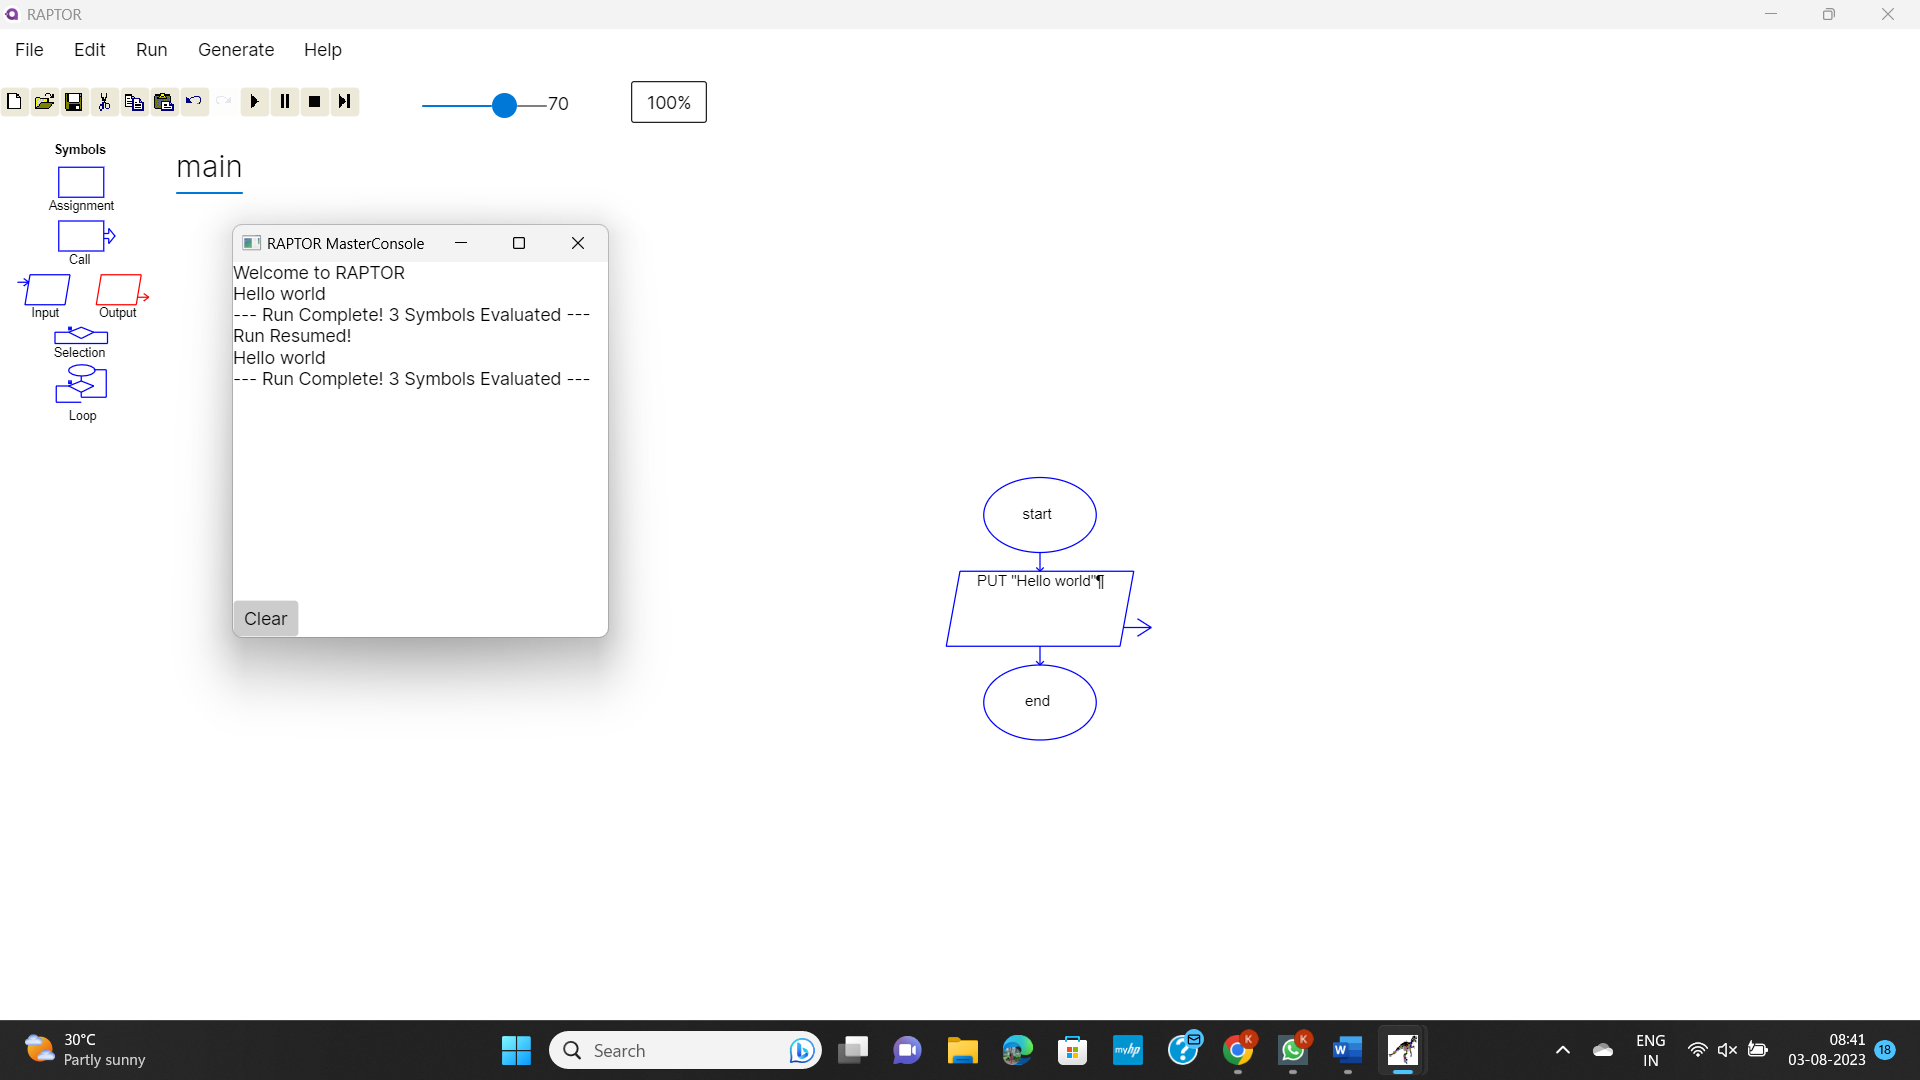 RAPTOR
File Edit Run Generate Help
70 100%
Symbols
Assignment
Call
Input Output
Selection
Loop
main
RAPTOR MasterConsole
Welcome to RAPTOR
Hello world
--- Run Complete! 3 Symbols Evaluated ---
Run Resumed!
Hello world
--- Run Complete! 3 Symbols Evaluated ---
Clear
start
PUT "Hello world"¶
end
30°C
Partly sunny
Search
myhp
K
K
W
ENG
IN
08:41
03-08-2023
18